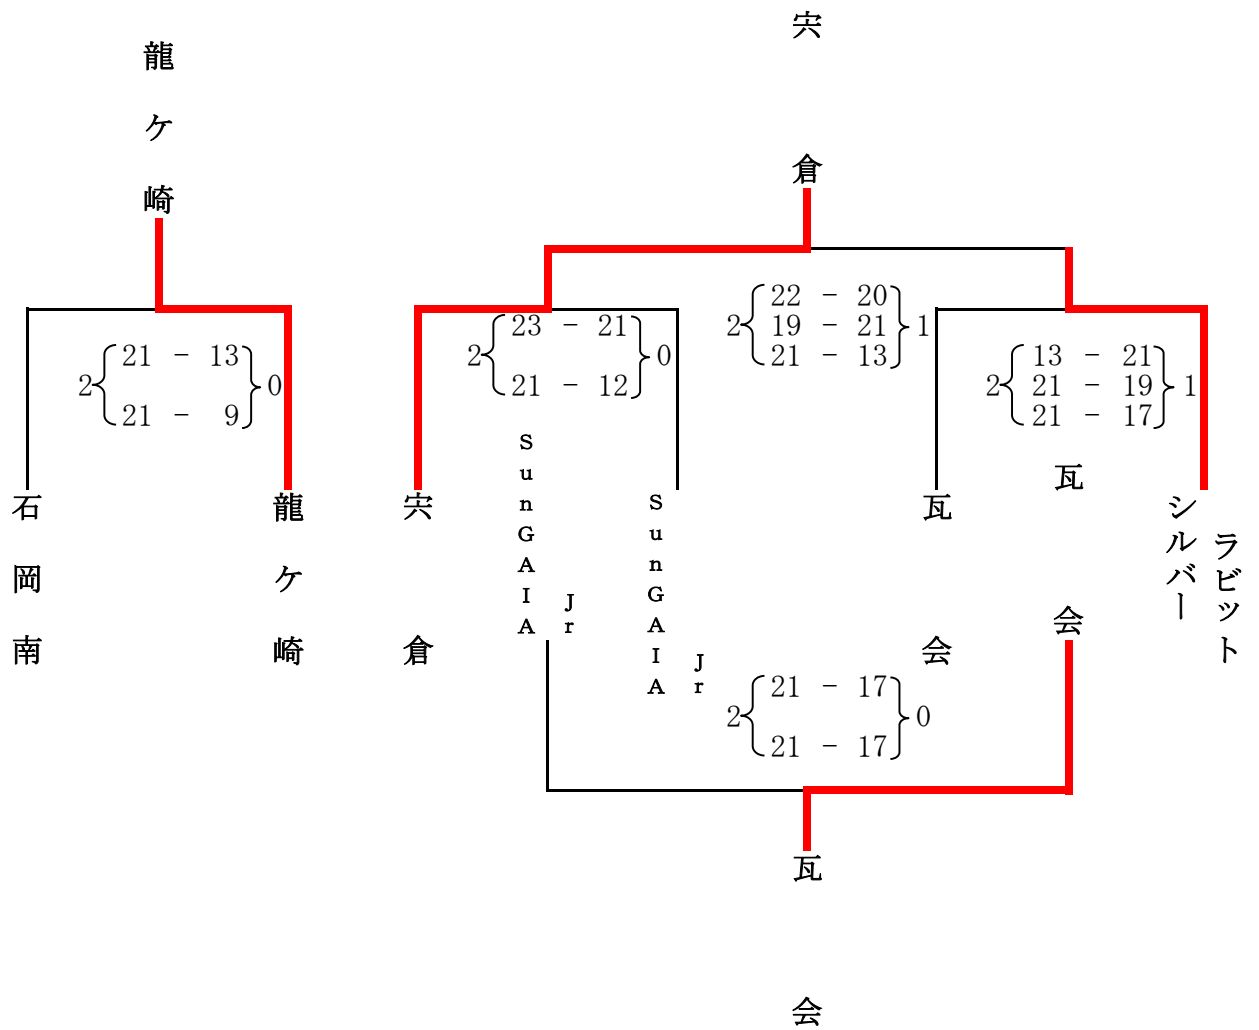 龍ケ崎
21 － 13
2 0
21 － 9
石岡南
龍ケ崎
宍倉
22 － 20
2 19 － 21 1
21 － 13
23 － 21
2 0
21 － 12
13 － 21
2 21 － 19 1
21 － 17
宍倉
SunGAIA
Jr
SunGAIA
Jr
瓦会
瓦会
シルバー
ラビット
21 － 17
2 0
21 － 17
瓦会